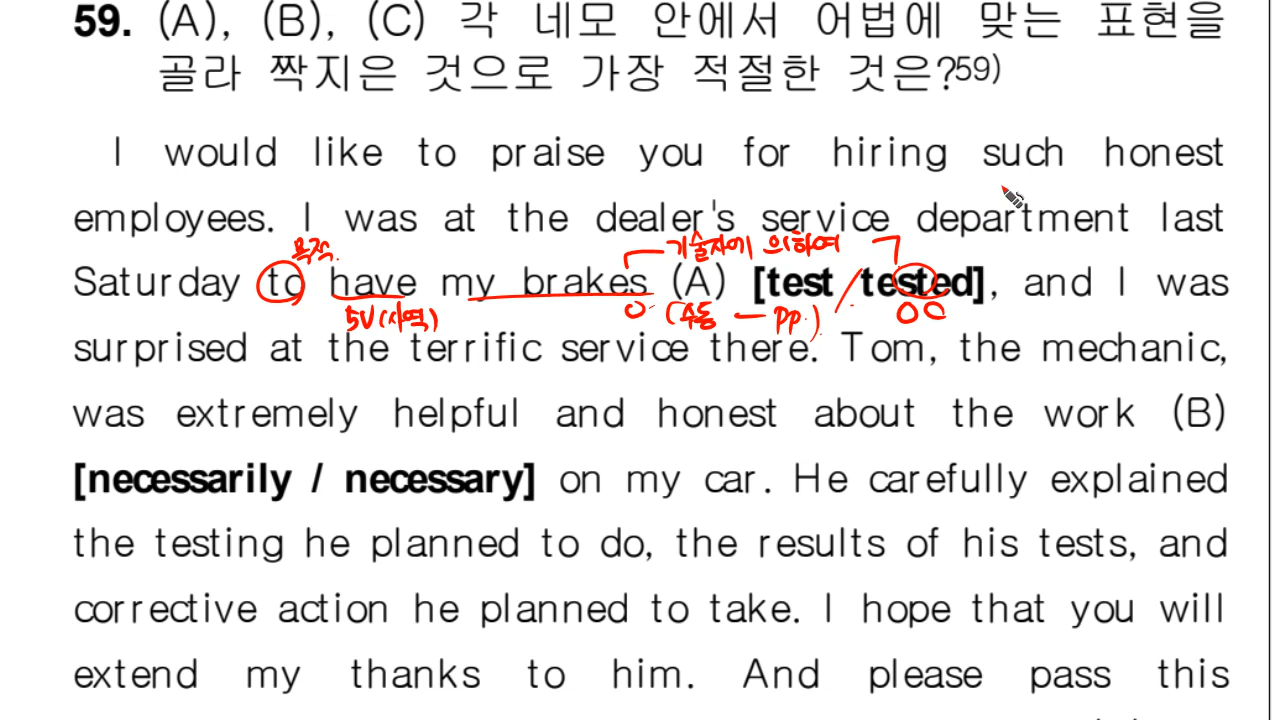 59. (A), (B), (C) 각 네모 안에서 어법에 맞는 표현을
골라 짝지은 것으로 가장 적절한 것은?59)
I would like to praise you for hiring such honest
employees. I was at the dealer's service department last
목적. 기술자에 의하여
Saturday to have my brakes (A) [test / tested], and I was
5V(사역) O (수동 — pp.) OC
surprised at the terrific service there. Tom, the mechanic,
was extremely helpful and honest about the work (B)
[necessarily / necessary] on my car. He carefully explained
the testing he planned to do, the results of his tests, and
corrective action he planned to take. I hope that you will
extend my thanks to him. And please pass this